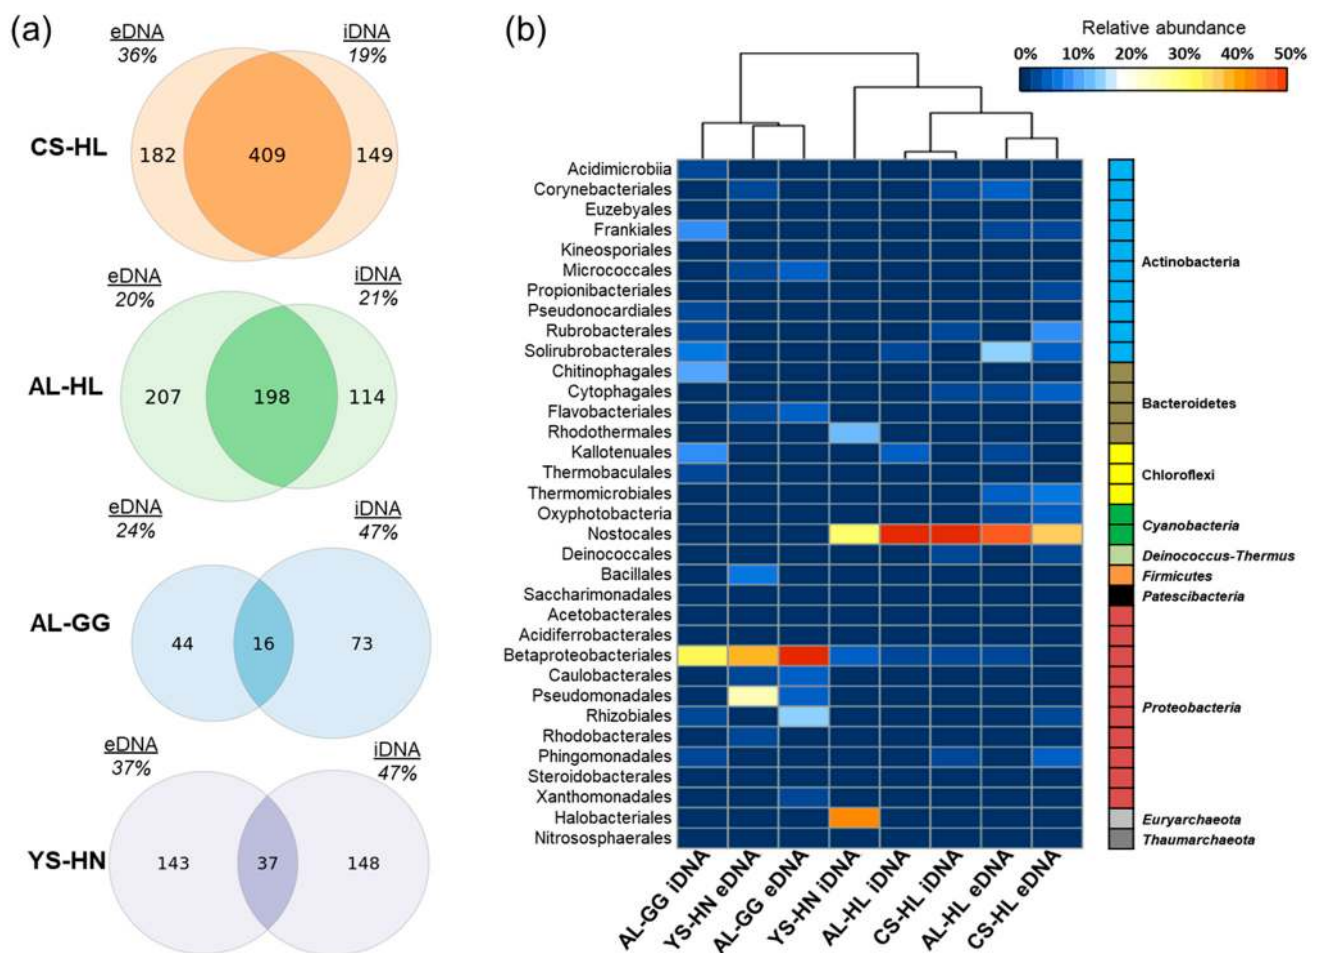 (a)
eDNA
36%
iDNA
19%
CS-HL
182
409
149
eDNA
20%
iDNA
21%
AL-HL
207
198
114
eDNA
24%
iDNA
47%
AL-GG
44
16
73
eDNA
37%
iDNA
47%
YS-HN
143
37
148
(b)
Relative abundance
0% 10% 20% 30% 40% 50%
Acidimicrobiia
Corynebacteriales
Euzebyales
Frankiales
Kineosporiales
Micrococcales
Propionibacteriales
Pseudonocardiales
Rubrobacterales
Solirubrobacterales
Chitinophagales
Cytophagales
Flavobacteriales
Rhodothermales
Kallotenuales
Thermobaculales
Thermomicrobiales
Oxyphotobacteria
Nostocales
Deinococcales
Bacillales
Saccharimonadales
Acetobacterales
Acidiferrobacterales
Betaproteobacteriales
Caulobacterales
Pseudomonadales
Rhizobiales
Rhodobacterales
Phingomonadales
Steroidobacterales
Xanthomonadales
Halobacteriales
Nitrososphaerales
Actinobacteria
Bacteroidetes
Chloroflexi
Cyanobacteria
Deinococcus-Thermus
Firmicutes
Patescibacteria
Proteobacteria
Euryarchaeota
Thaumarchaeota
AL-GG iDNA
YS-HN eDNA
AL-GG eDNA
YS-HN iDNA
AL-HL iDNA
CS-HL iDNA
AL-HL eDNA
CS-HL eDNA